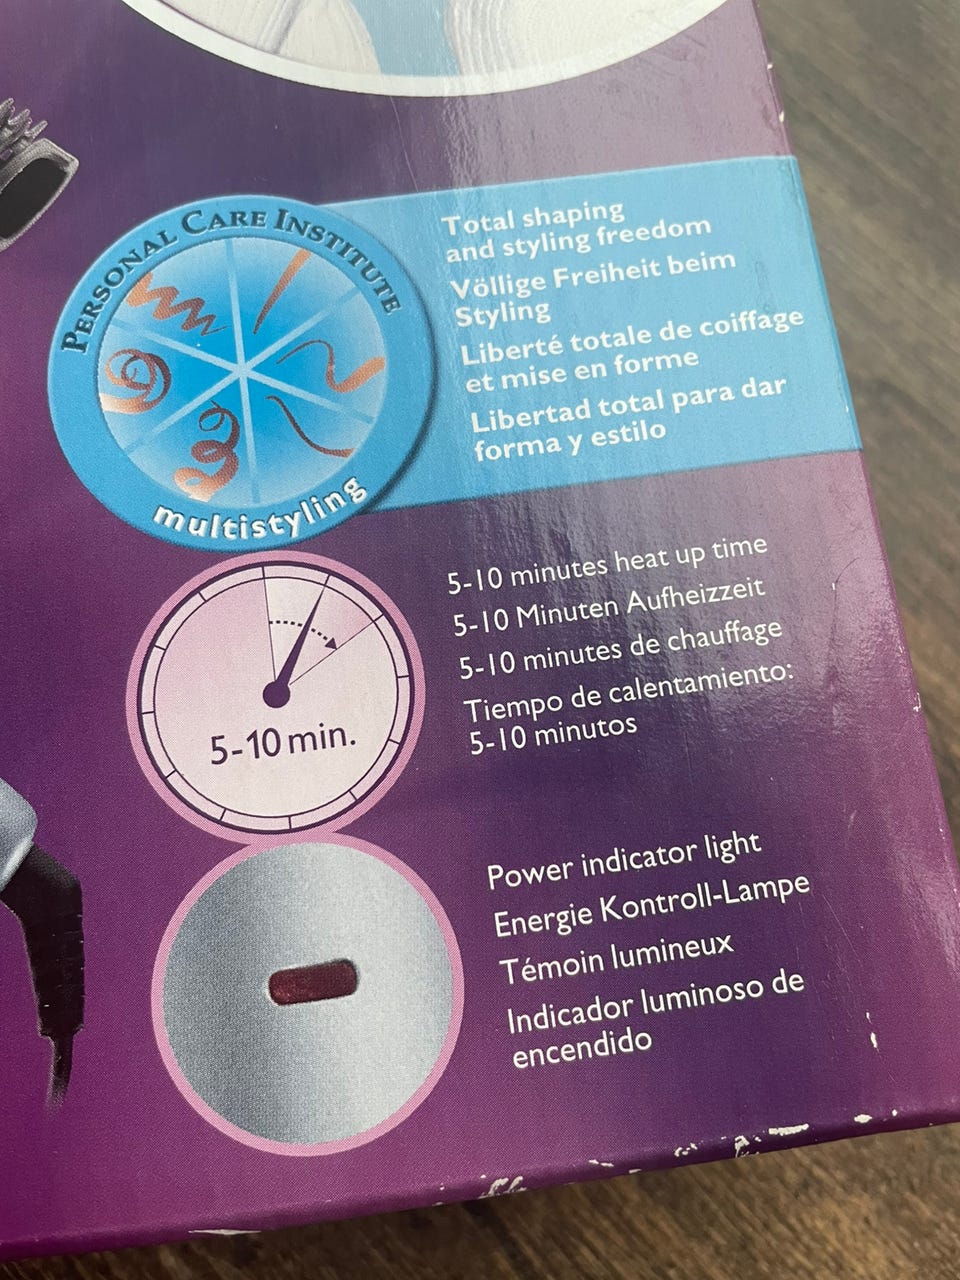 PERSONAL CARE INSTITUTE
multistyling
Total shaping
and styling freedom
Völlige Freiheit beim
Styling
Liberté totale de coiffage
et mise en forme
Libertad total para dar
forma y estilo
5-10 min.
5-10 minutes heat up time
5-10 Minuten Aufheizzeit
5-10 minutes de chauffage
Tiempo de calentamiento:
5-10 minutos
Power indicator light
Energie Kontroll-Lampe
Témoin lumineux
Indicador luminoso de
encendido